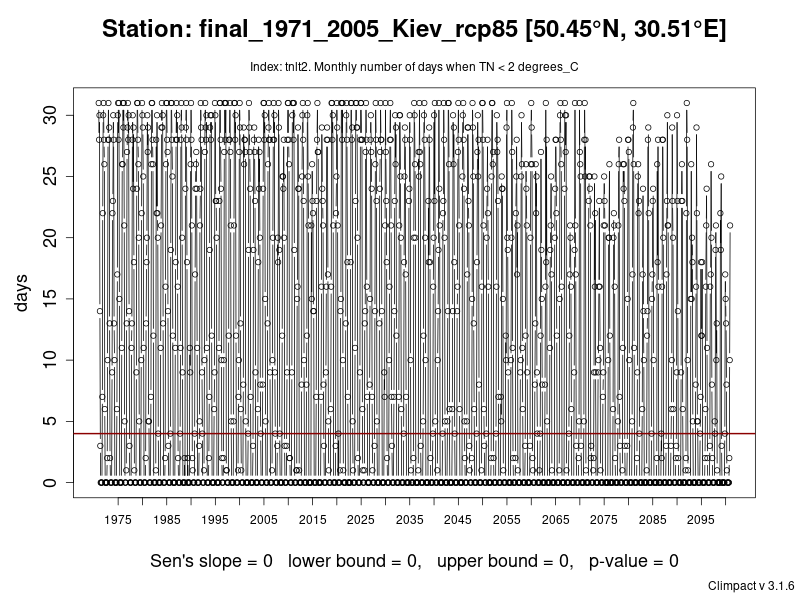 Station: final_1971_2005_Kiev_rcp85 [50.45°N, 30.51°E]
Index: tnlt2. Monthly number of days when TN < 2 degrees_C
30
25
20
15
10
5
0
days
1975 1985 1995 2005 2015 2025 2035 2045 2055 2065 2075 2085 2095
Sen's slope = 0 lower bound = 0, upper bound = 0, p-value = 0
Climpact v 3.1.6